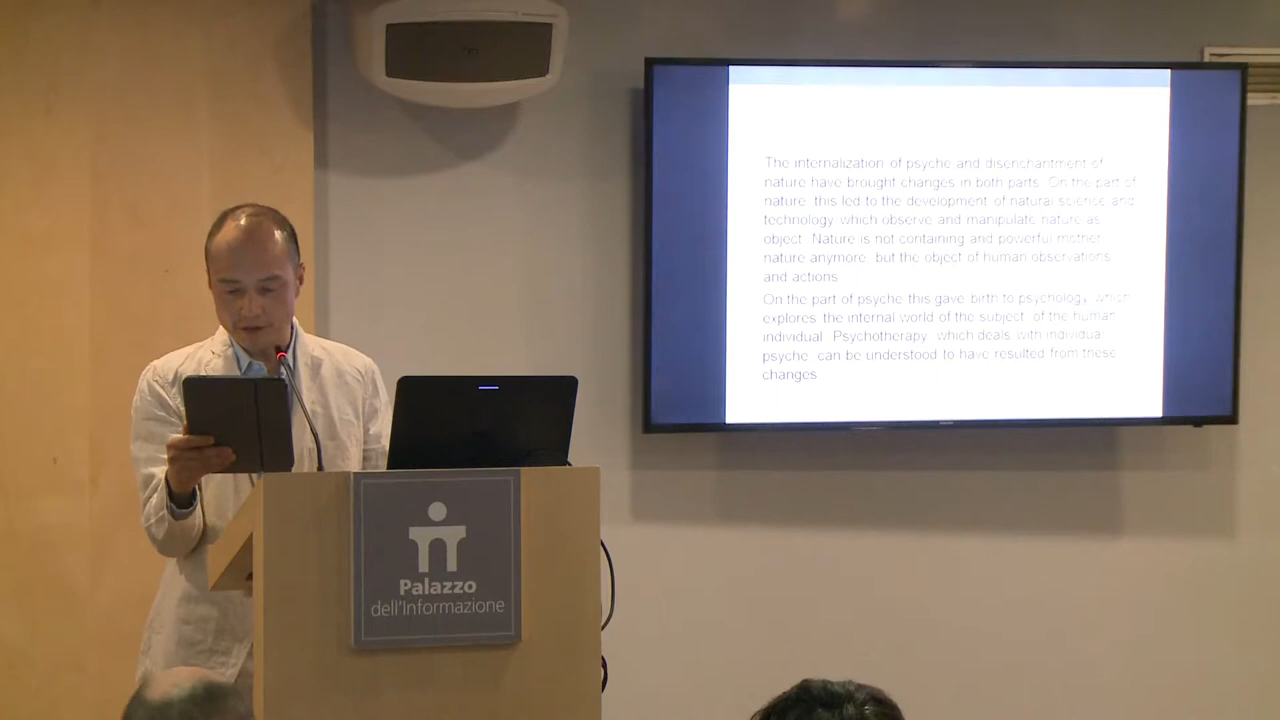 The internalization of psyche and disenchantment of
nature have brought changes in both parts. On the part of
nature, this led to the development of natural science and
technology which observe and manipulate nature as
object. Nature is not containing and powerful mother
nature anymore, but the object of human observations
and actions.
On the part of psyche this gave birth to psychology, which
explores the internal world of the subject, of the human
individual. Psychotherapy, which deals with individual
psyche, can be understood to have resulted from these
changes.
Palazzo
dell'Informazione